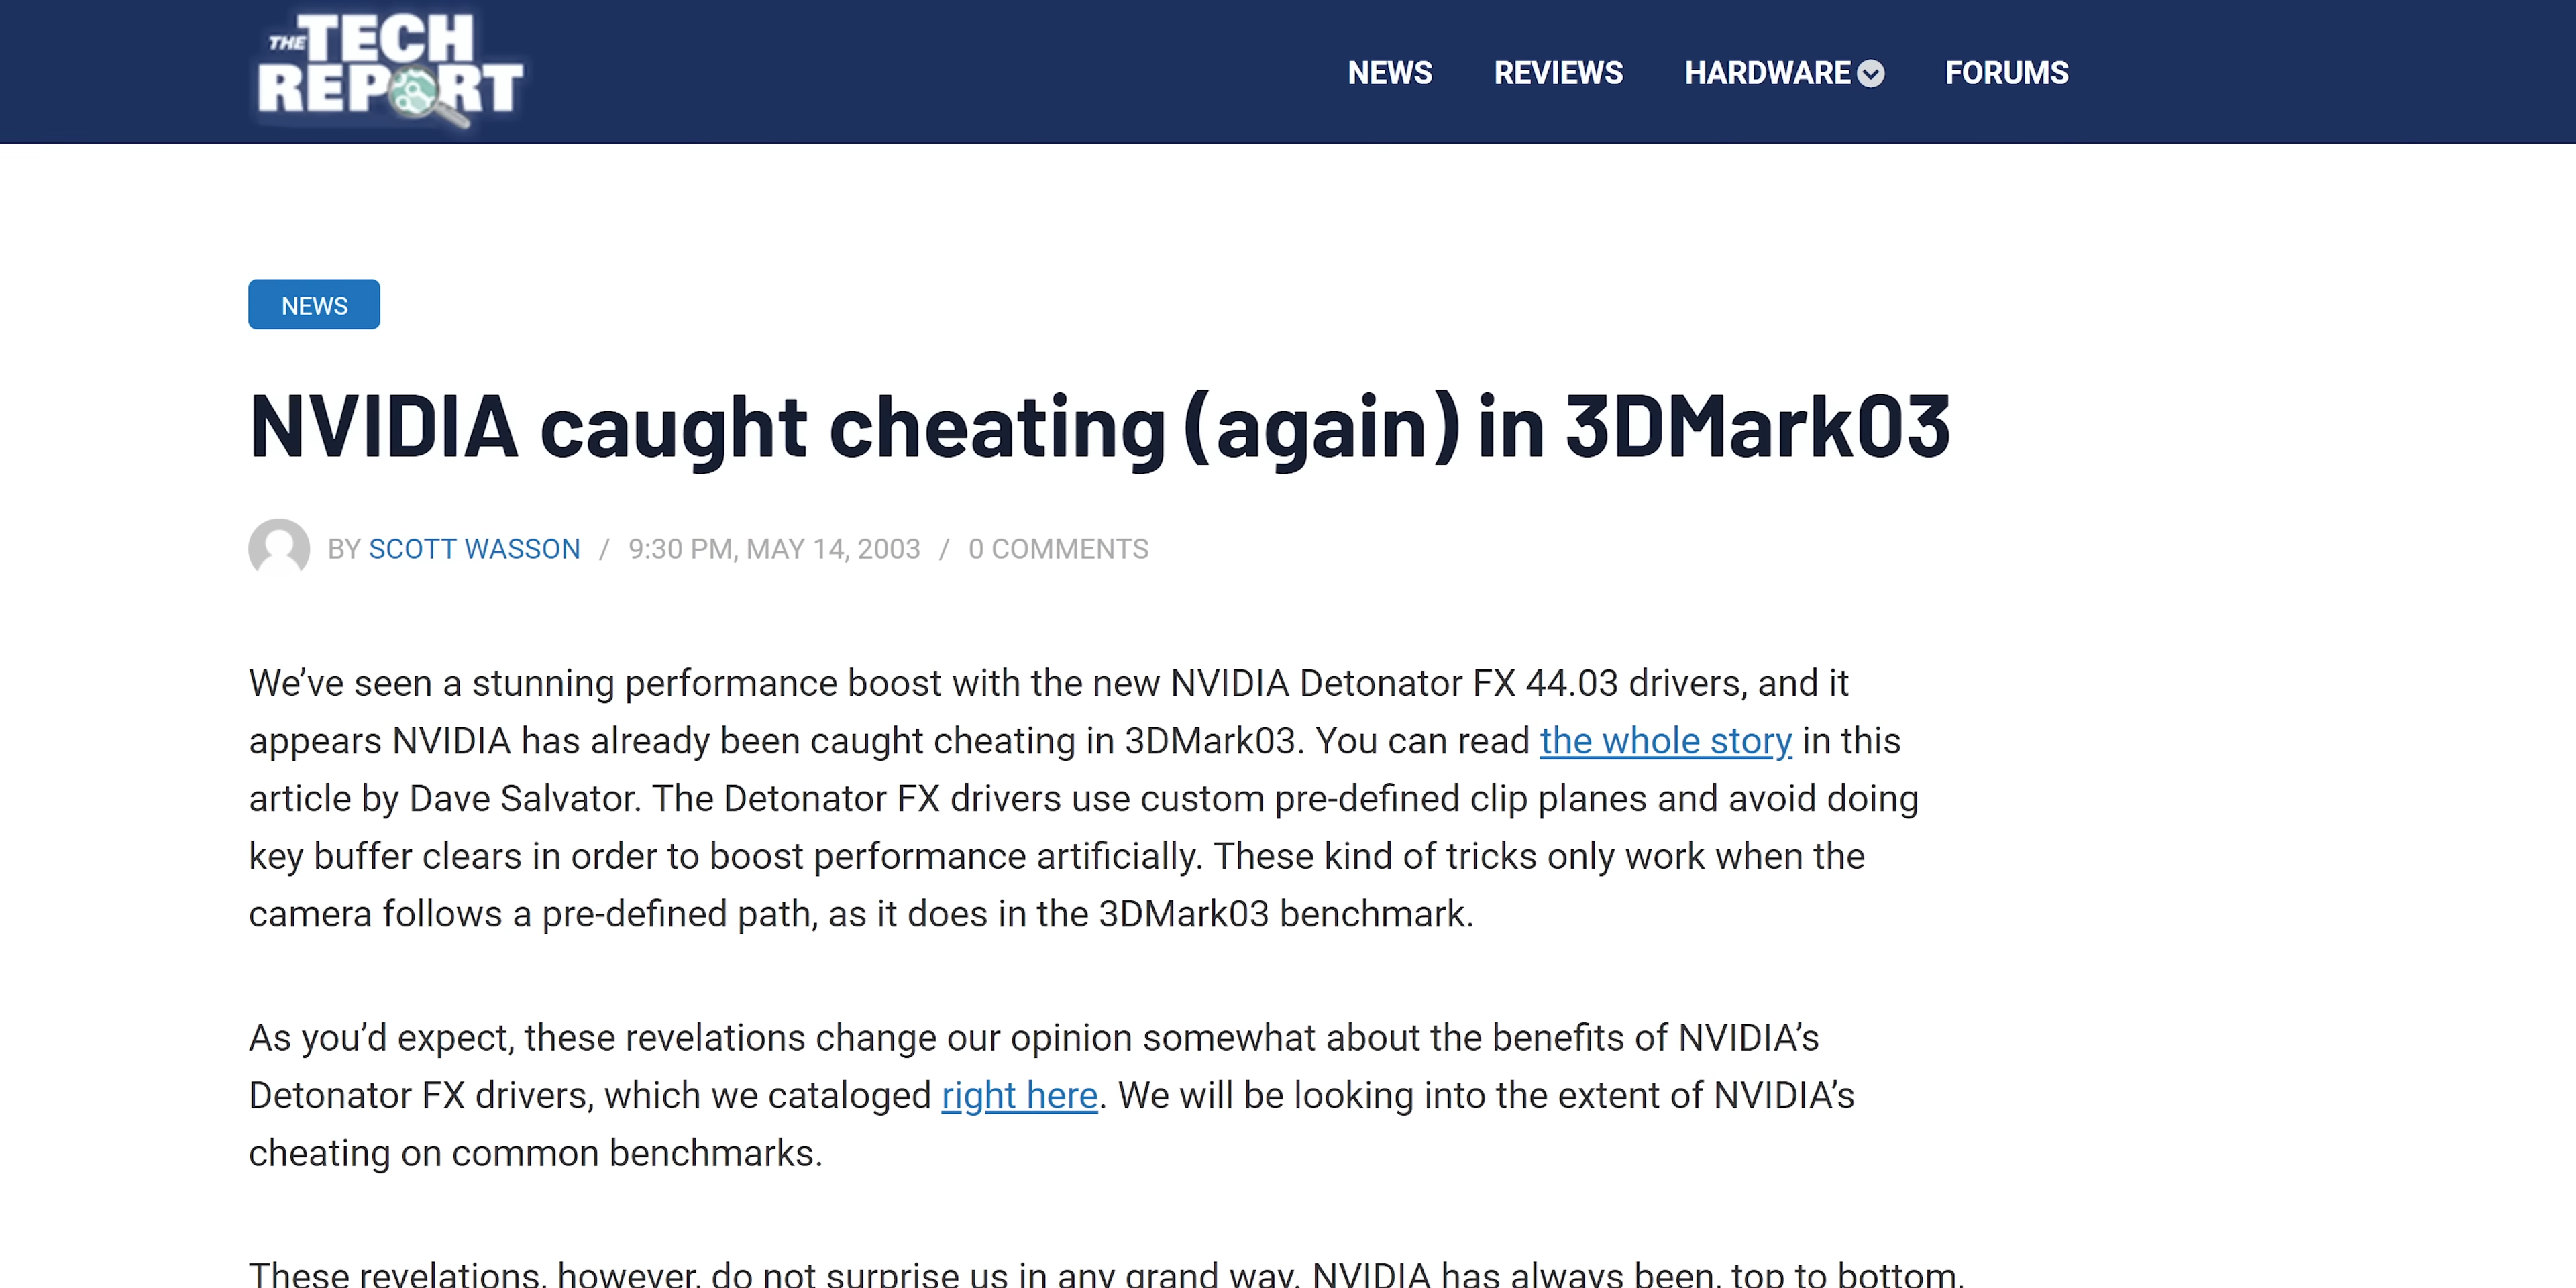 THE TECH
REPORT
NEWS REVIEWS HARDWARE FORUMS
NEWS
NVIDIA caught cheating (again) in 3DMark03
BY SCOTT WASSON / 9:30 PM, MAY 14, 2003 / 0 COMMENTS
We’ve seen a stunning performance boost with the new NVIDIA Detonator FX 44.03 drivers, and it
appears NVIDIA has already been caught cheating in 3DMark03. You can read the whole story in this
article by Dave Salvator. The Detonator FX drivers use custom pre-defined clip planes and avoid doing
key buffer clears in order to boost performance artificially. These kind of tricks only work when the
camera follows a pre-defined path, as it does in the 3DMark03 benchmark.
As you’d expect, these revelations change our opinion somewhat about the benefits of NVIDIA’s
Detonator FX drivers, which we cataloged right here. We will be looking into the extent of NVIDIA’s
cheating on common benchmarks.
These revelations, however, do not surprise us in any grand way. NVIDIA has always been, top to bottom,